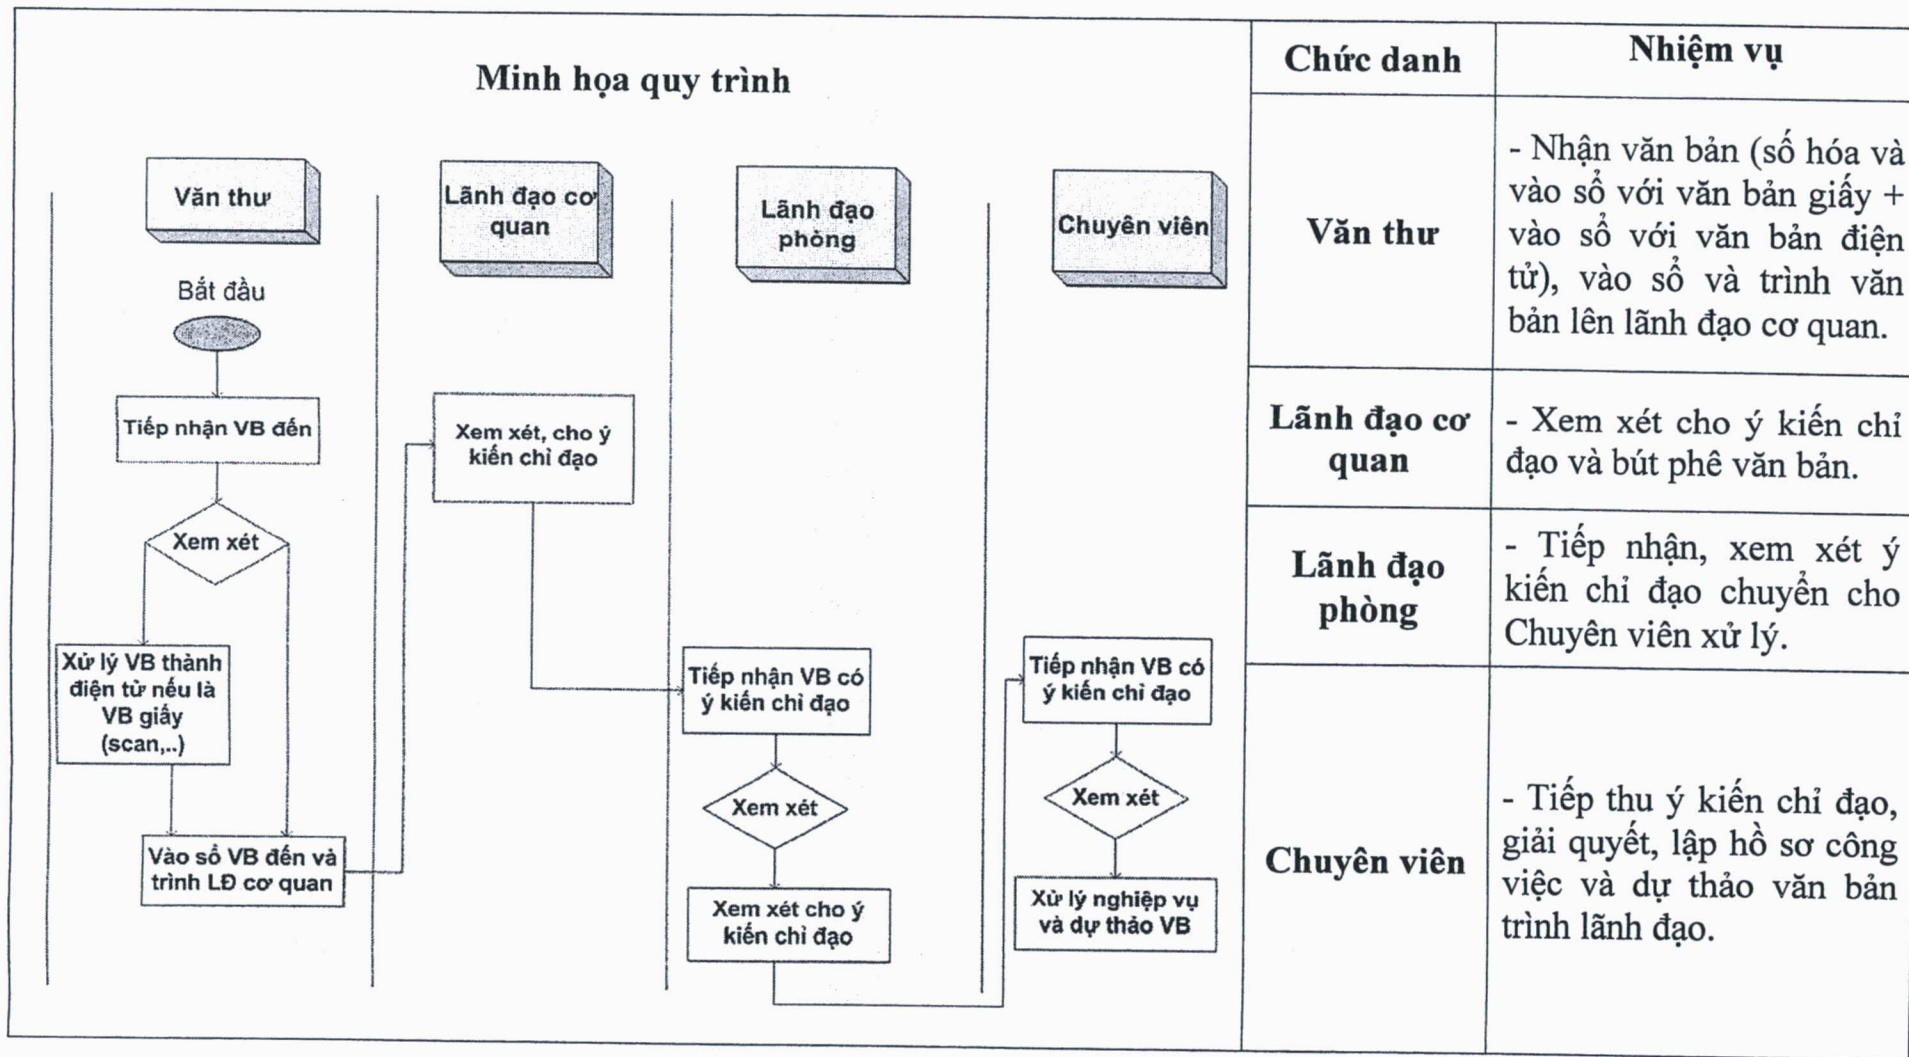 Minh họa quy trình
Văn thư
Lãnh đạo cơ
quan
Lãnh đạo
phòng
Chuyên viên
Bắt đầu
Tiếp nhận VB đến
Xem xét
Xử lý VB thành
điện tử nếu là
VB giấy
(scan,..)
Vào sổ VB đến và
trình LĐ cơ quan
Xem xét, cho ý
kiến chỉ đạo
Tiếp nhận VB có
ý kiến chỉ đạo
Xem xét
Xem xét cho ý
kiến chỉ đạo
Tiếp nhận VB có
ý kiến chỉ đạo
Xem xét
Xử lý nghiệp vụ
và dự thảo VB
Chức danh
Nhiệm vụ
Văn thư
- Nhận văn bản (số hóa và
vào sổ với văn bản giấy +
vào sổ với văn bản điện
tử), vào sổ và trình văn
bản lên lãnh đạo cơ quan.
Lãnh đạo cơ
quan
- Xem xét cho ý kiến chỉ
đạo và bút phê văn bản.
Lãnh đạo
phòng
- Tiếp nhận, xem xét ý
kiến chỉ đạo chuyển cho
Chuyên viên xử lý.
Chuyên viên
- Tiếp thu ý kiến chỉ đạo,
giải quyết, lập hồ sơ công
việc và dự thảo văn bản
trình lãnh đạo.